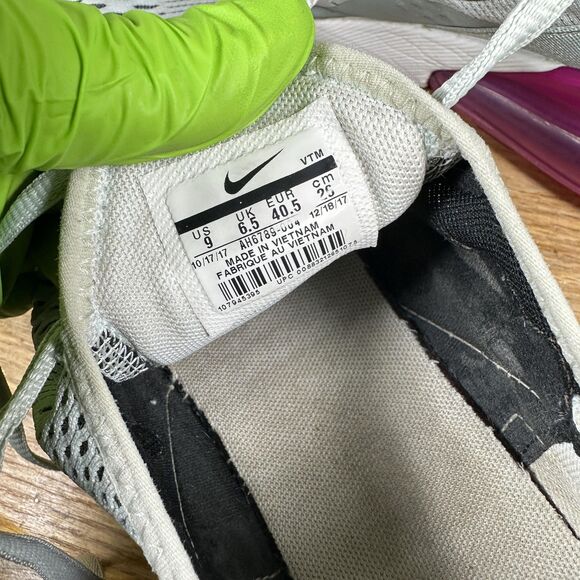 VTM
US UK EUR cm
9 6.5 40.5 26
10/17/17 AH6789-004 12/18/17
MADE IN VIETNAM
FABRIQUE AU VIETNAM
107945395